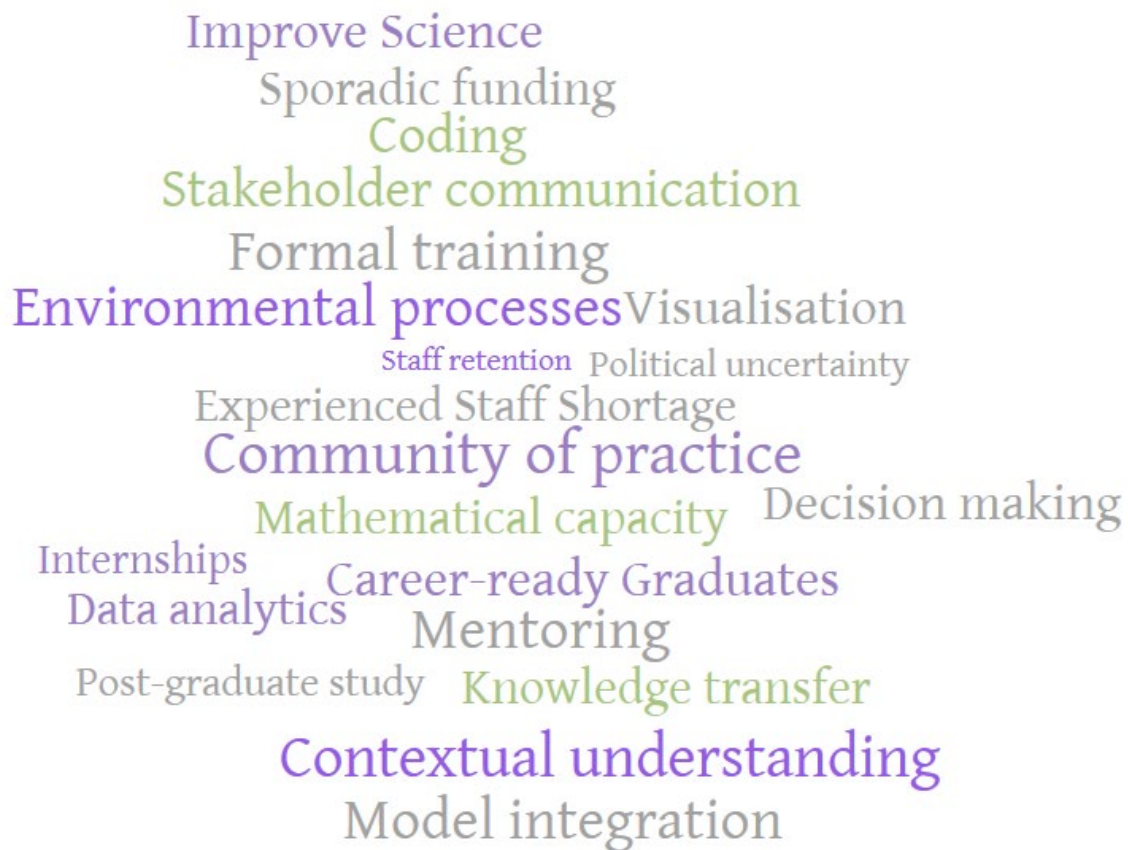 Improve Science
Sporadic funding
Coding
Stakeholder communication
Formal training
Environmental processes Visualisation
Staff retention Political uncertainty
Experienced Staff Shortage
Community of practice
Mathematical capacity Decision making
Internships
Career-ready Graduates
Data analytics
Mentoring
Post-graduate study Knowledge transfer
Contextual understanding
Model integration